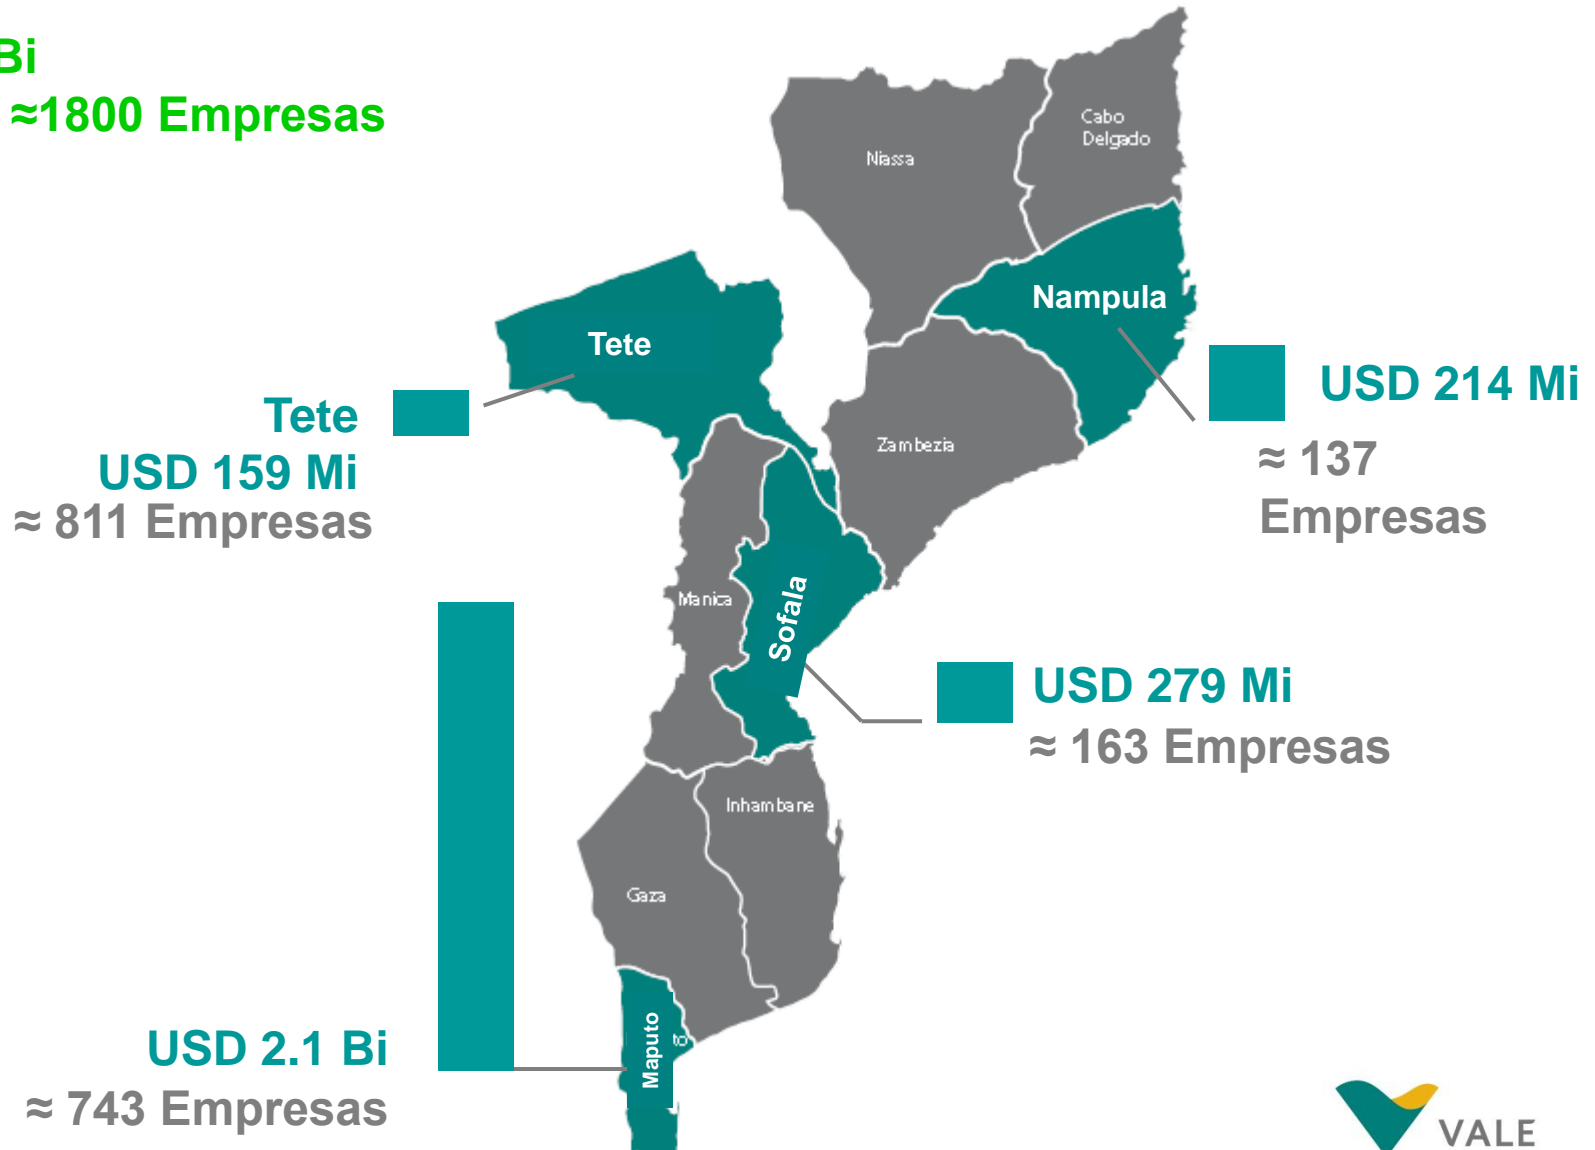 Bi
≈1800 Empresas
Cabo
Delgado
Niassa
Nampula
Tete
USD 214 Mi
≈ 137
Empresas
Tete
USD 159 Mi
≈ 811 Empresas
Zambezia
Manica
Sofala
USD 279 Mi
≈ 163 Empresas
Inhambane
Gaza
Maputo
to
USD 2.1 Bi
≈ 743 Empresas
VALE